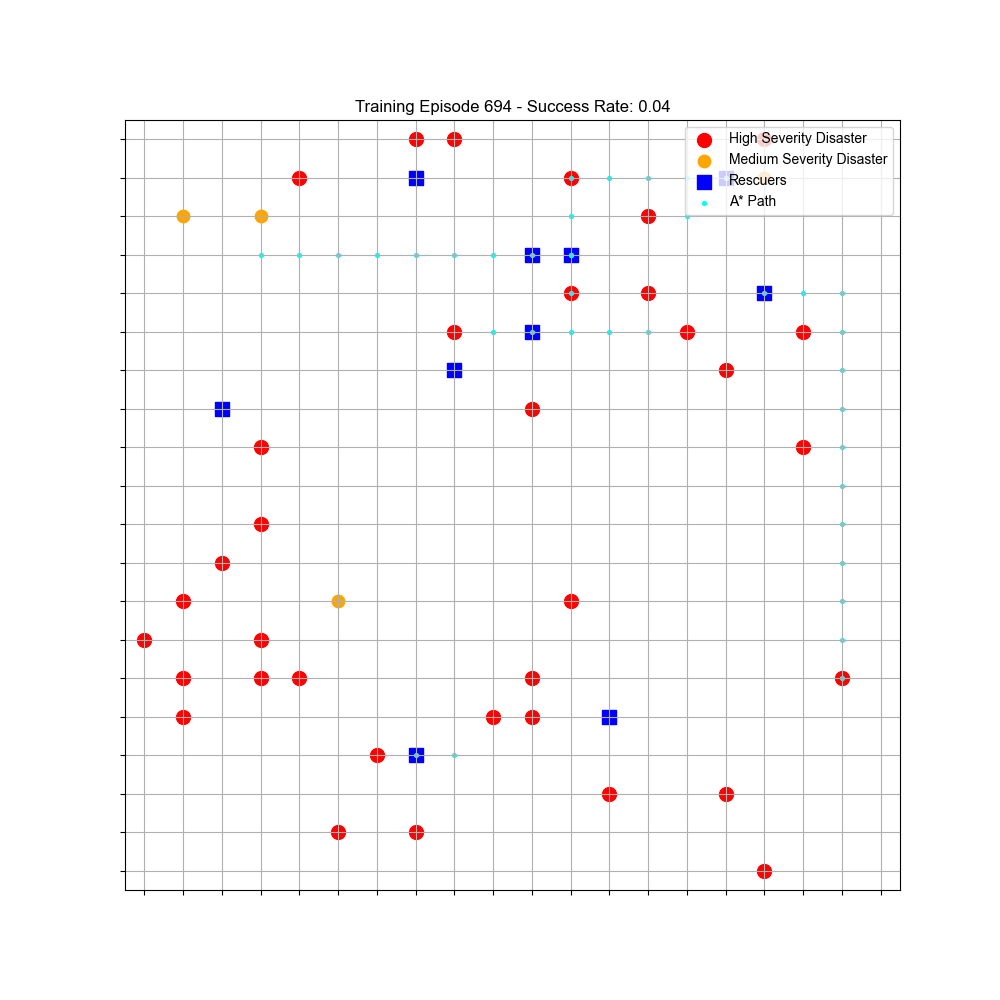 Training Episode 694 - Success Rate: 0.04
High Severity Disaster
Medium Severity Disaster
Rescuers
A* Path